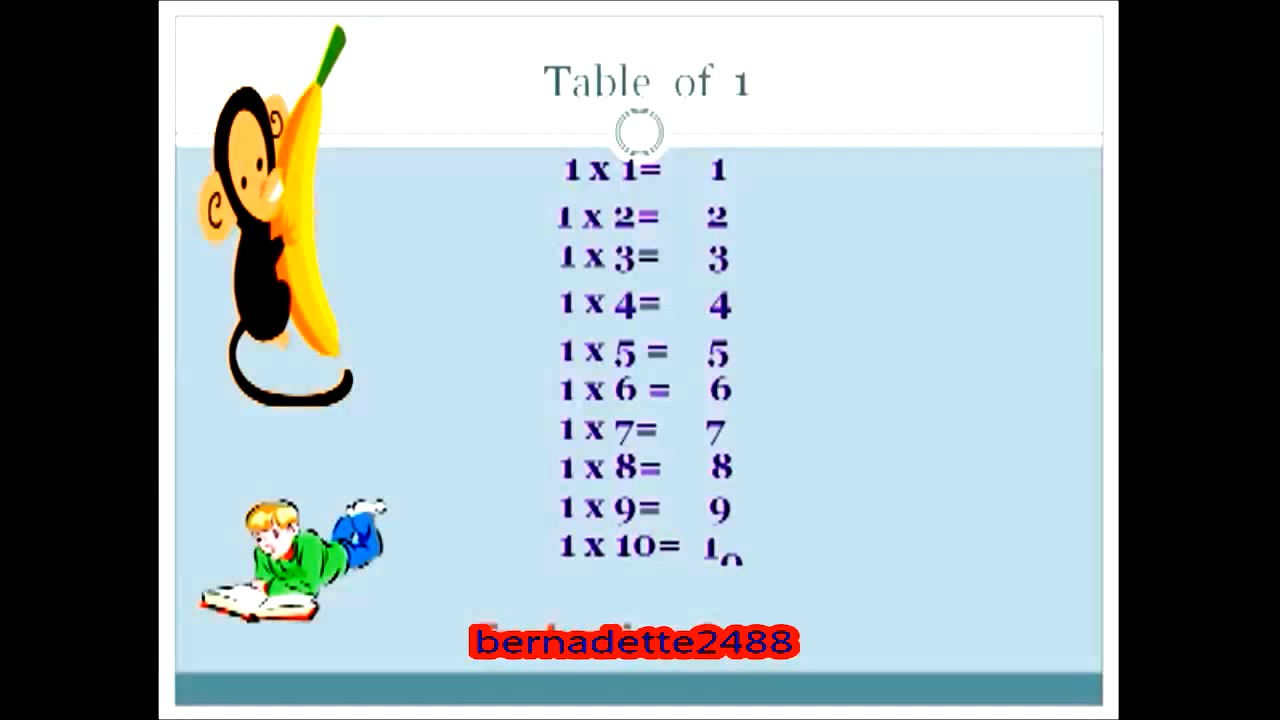 Table of 1
1 x 1= 1
1 x 2= 2
1 x 3= 3
1 x 4= 4
1 x 5 = 5
1 x 6 = 6
1 x 7= 7
1 x 8= 8
1 x 9= 9
1 x 10= 10
bernadette2488